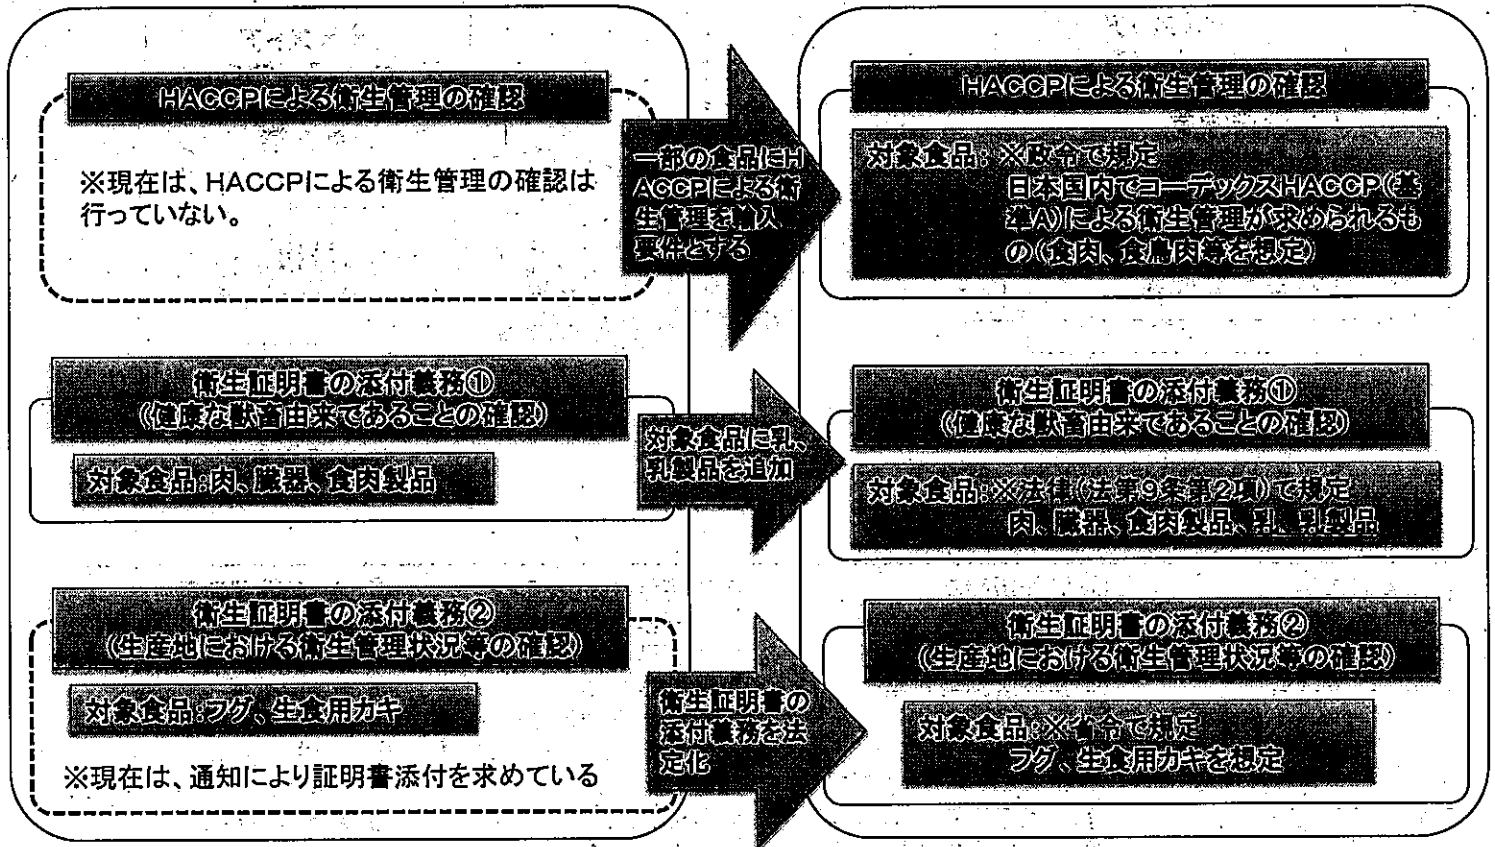 HACCPによる衛生管理の確認
※現在は、HACCPによる衛生管理の確認は
行っていない。
一部の食品にH
ACCPによる衛
生管理を輸入
要件とする
HACCPによる衛生管理の確認
対象食品：※政令で規定
日本国内でコーデックスHACCP(基
準A)による衛生管理が求められるも
の(食肉、食鳥肉等を想定)
衛生証明書の添付義務①
(健康な獣畜由来であることの確認)
対象食品：肉、臓器、食肉製品
対象食品に乳、
乳製品を追加
衛生証明書の添付義務①
(健康な獣畜由来であることの確認)
対象食品：※法律(法第9条第2項)で規定
肉、臓器、食肉製品、乳、乳製品
衛生証明書の添付義務②
(生産地における衛生管理状況等の確認)
対象食品：フグ、生食用カキ
※現在は、通知により証明書添付を求めている
衛生証明書の
添付義務を法
定化
衛生証明書の添付義務②
(生産地における衛生管理状況等の確認)
対象食品：※省令で規定
フグ、生食用カキを想定